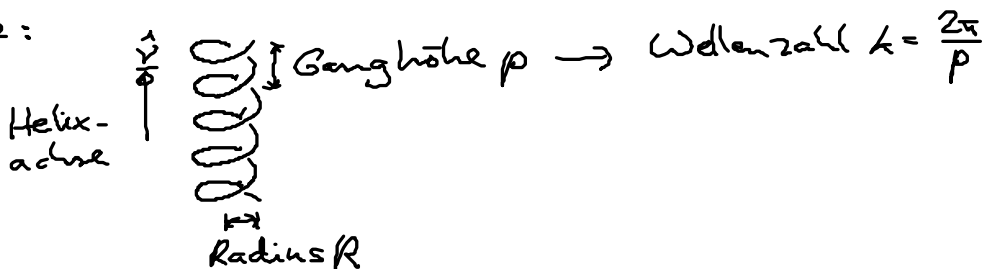 e:
Ganghöhe p → Wellenzahl k = 2π/p
Helix-
achse
Radius R